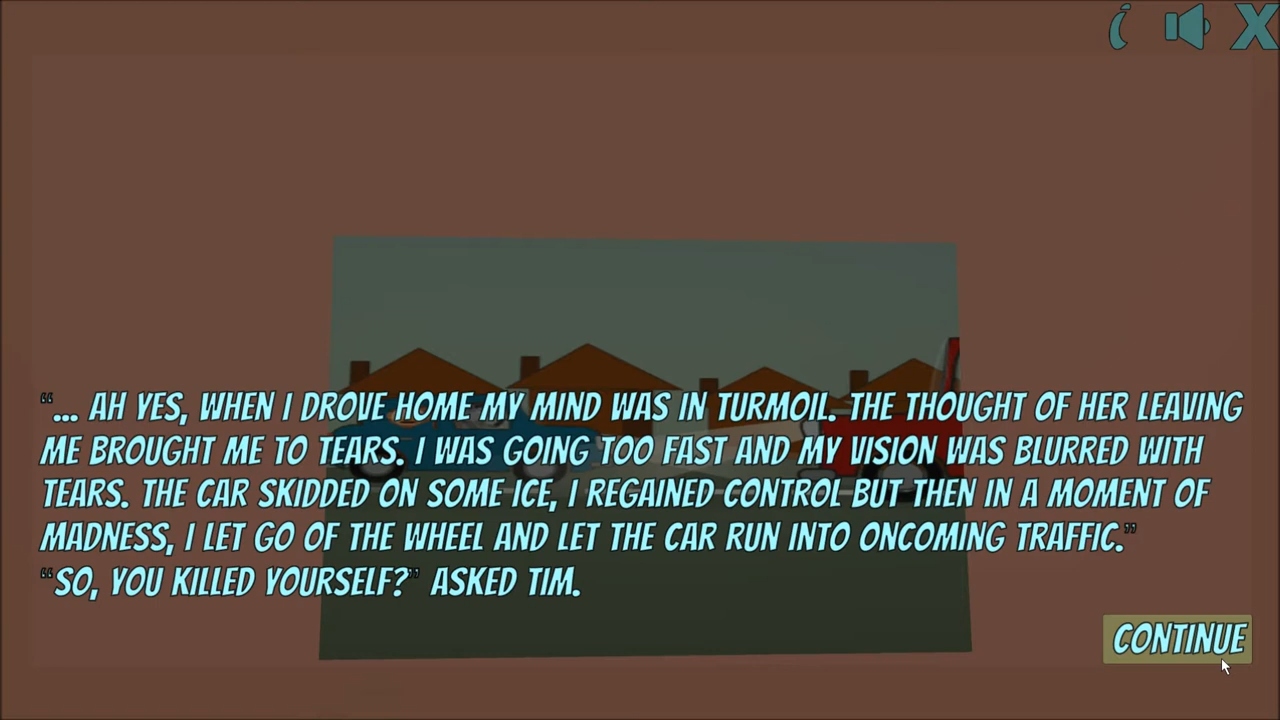 “... AH YES, WHEN I DROVE HOME MY MIND WAS IN TURMOIL. THE THOUGHT OF HER LEAVING
ME BROUGHT ME TO TEARS. I WAS GOING TOO FAST AND MY VISION WAS BLURRED WITH
TEARS. THE CAR SKIDDED ON SOME ICE, I REGAINED CONTROL BUT THEN IN A MOMENT OF
MADNESS, I LET GO OF THE WHEEL AND LET THE CAR RUN INTO ONCOMING TRAFFIC.”
“SO, YOU KILLED YOURSELF?” ASKED TIM.
CONTINUE